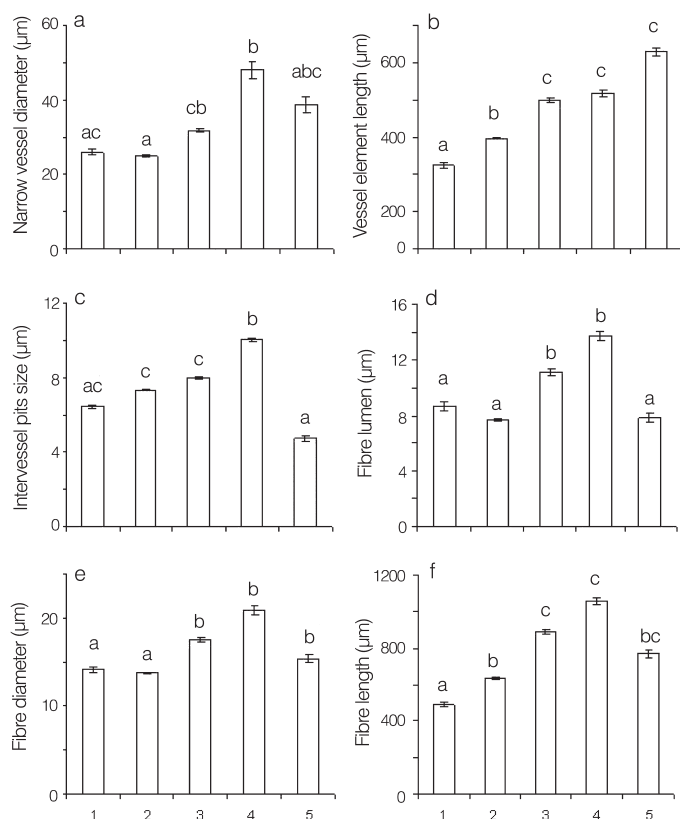 a
Narrow vessel diameter (µm)
60
40
20
0
ac
a
cb
b
abc
b
Vessel element length (µm)
600
400
200
0
a
b
c
c
c
c
Intervessel pits size (µm)
12
8
4
0
ac
c
c
b
a
d
Fibre lumen (µm)
16
12
8
4
0
a
a
b
b
a
e
Fibre diameter (µm)
20
10
0
a
a
b
b
b
1 2 3 4 5
f
Fibre length (µm)
1200
800
400
0
a
b
c
c
bc
1 2 3 4 5